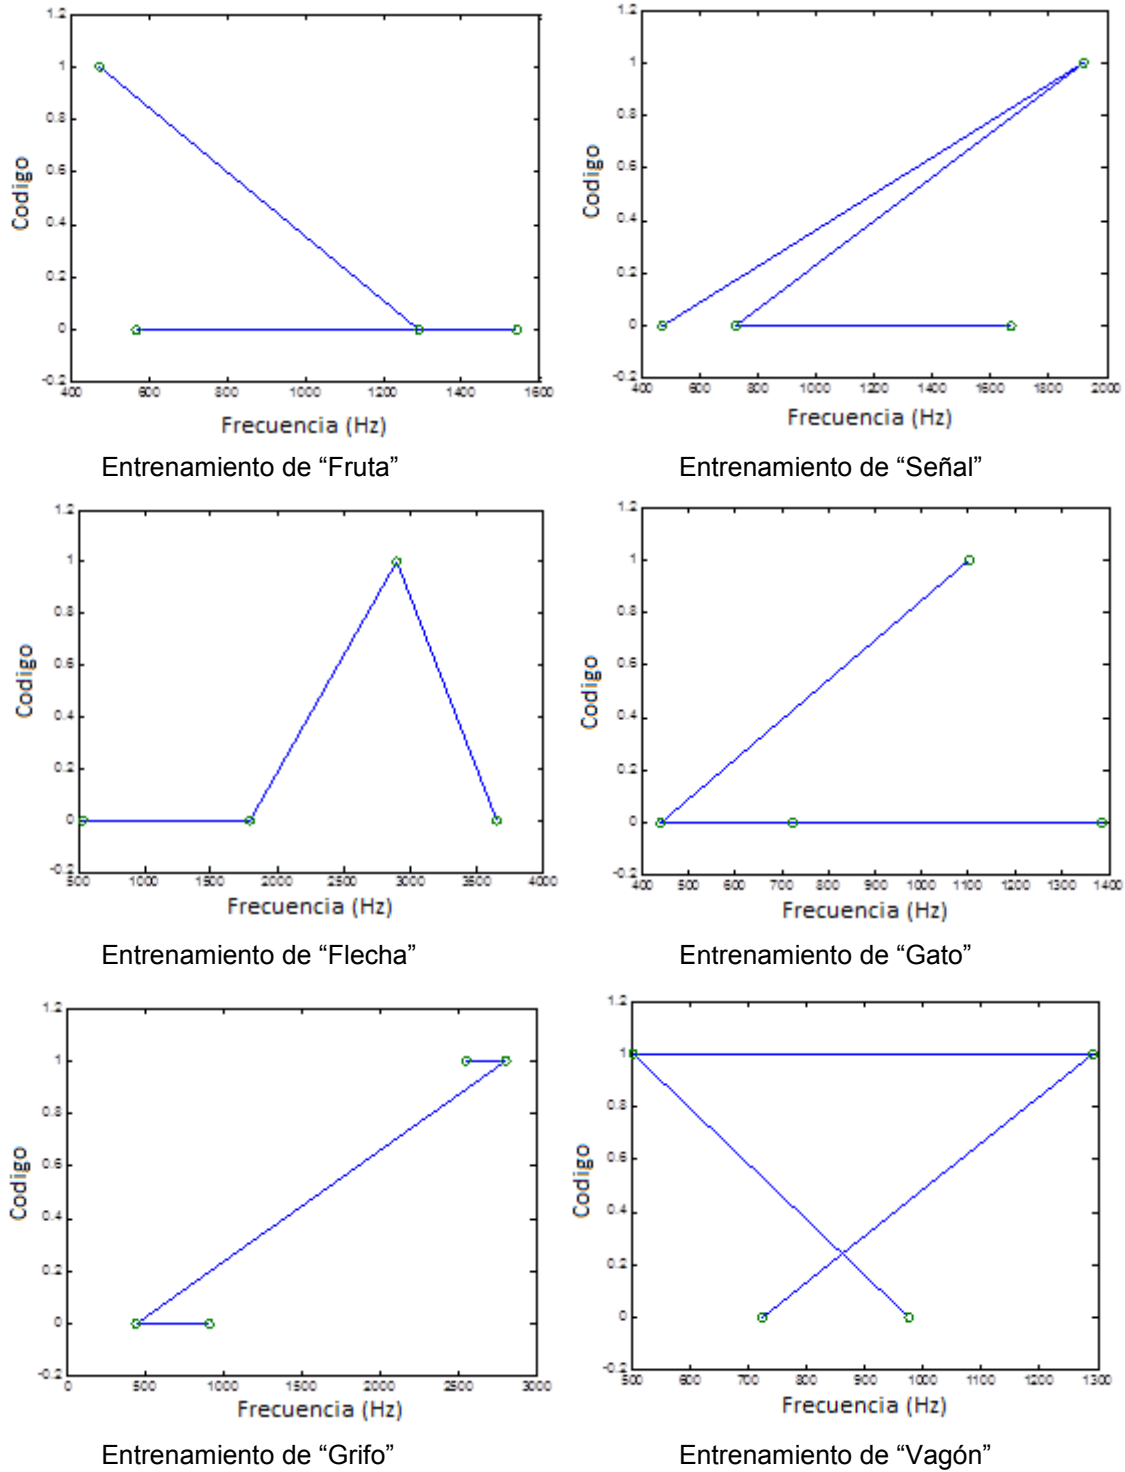 1.2
1
0.8
0.6
0.4
0.2
0
-0.2
400 600 800 1000 1200 1400 1600
Codigo
Frecuencia (Hz)
Entrenamiento de “Fruta”
1.2
1
0.8
0.6
0.4
0.2
0
-0.2
400 600 800 1000 1200 1400 1600 1800 2000
Codigo
Frecuencia (Hz)
Entrenamiento de “Señal”
1.2
1
0.8
0.6
0.4
0.2
0
-0.2
500 1000 1500 2000 2500 3000 3500 4000
Codigo
Frecuencia (Hz)
Entrenamiento de “Flecha”
1.2
1
0.8
0.6
0.4
0.2
0
-0.2
400 500 600 700 800 900 1000 1100 1200 1300 1400
Codigo
Frecuencia (Hz)
Entrenamiento de “Gato”
1.2
1
0.8
0.6
0.4
0.2
0
-0.2
0 500 1000 1500 2000 2500 3000
Codigo
Frecuencia (Hz)
Entrenamiento de “Grifo”
1.2
1
0.8
0.6
0.4
0.2
0
-0.2
500 600 700 800 900 1000 1100 1200 1300
Codigo
Frecuencia (Hz)
Entrenamiento de “Vagón”